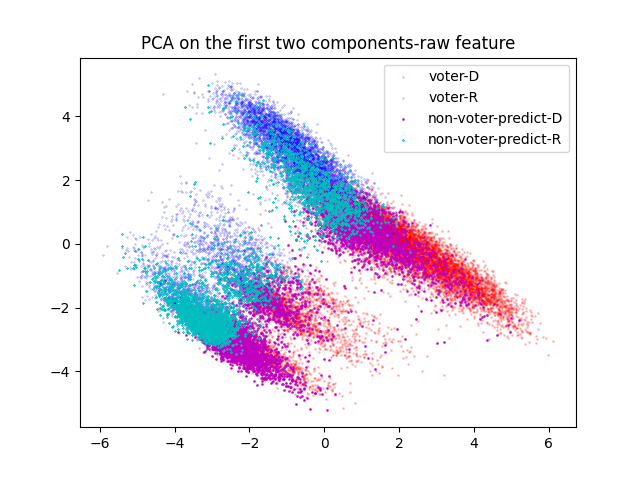 PCA on the first two components-raw feature
voter-D
voter-R
non-voter-predict-D
non-voter-predict-R
4
2
0
−2
−4
−6
−4
−2
0
2
4
6